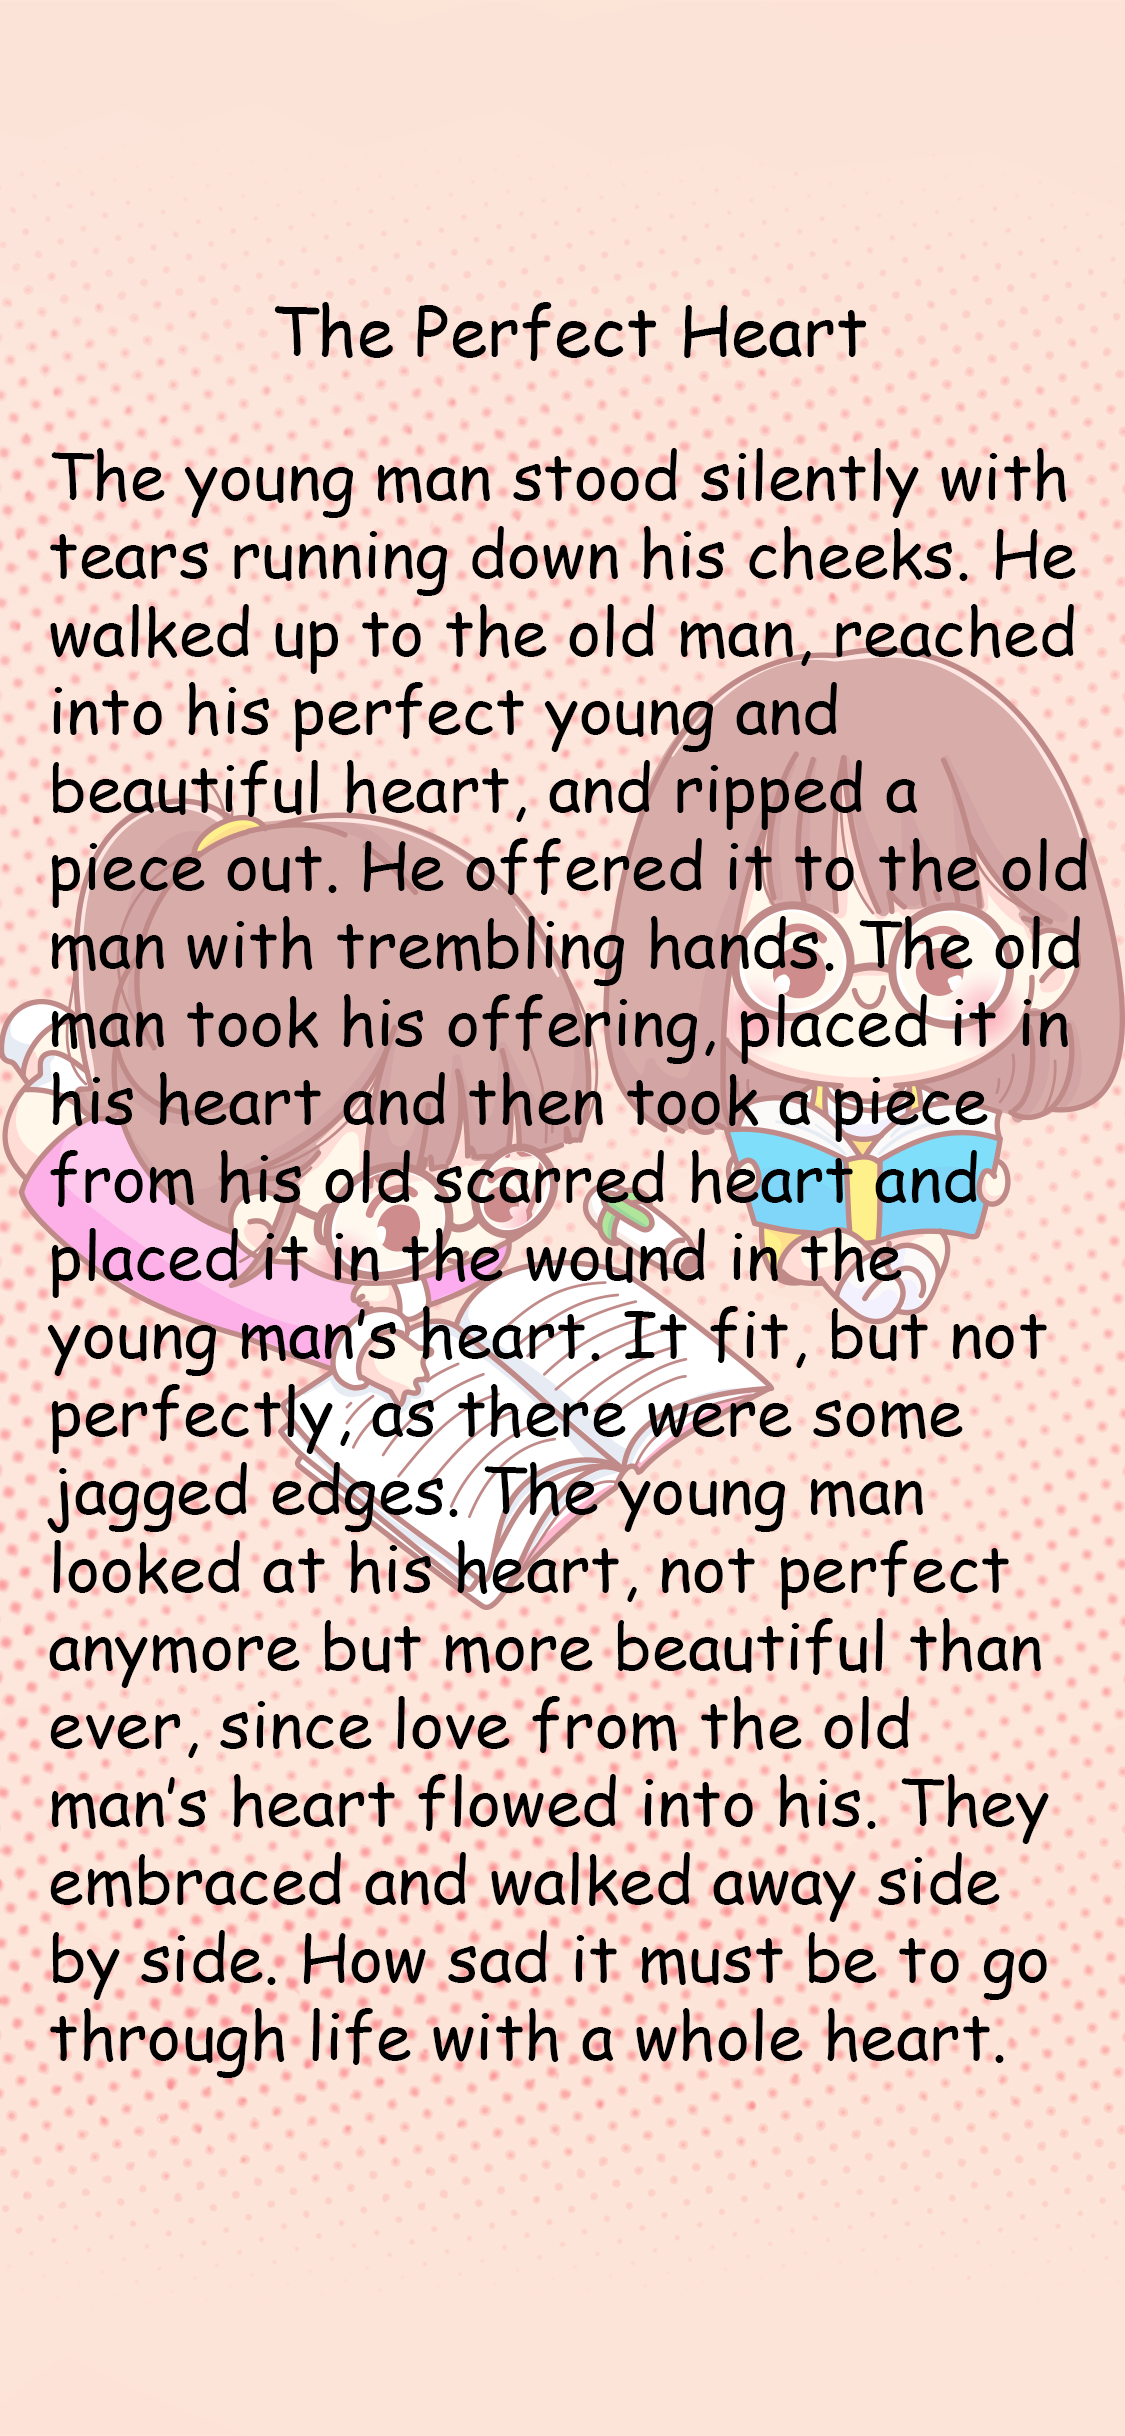 The Perfect Heart
The young man stood silently with
tears running down his cheeks. He
walked up to the old man, reached
into his perfect young and
beautiful heart, and ripped a
piece out. He offered it to the old
man with trembling hands. The old
man took his offering, placed it in
his heart and then took a piece
from his old scarred heart and
placed it in the wound in the
young man’s heart. It fit, but not
perfectly, as there were some
jagged edges. The young man
looked at his heart, not perfect
anymore but more beautiful than
ever, since love from the old
man’s heart flowed into his. They
embraced and walked away side
by side. How sad it must be to go
through life with a whole heart.